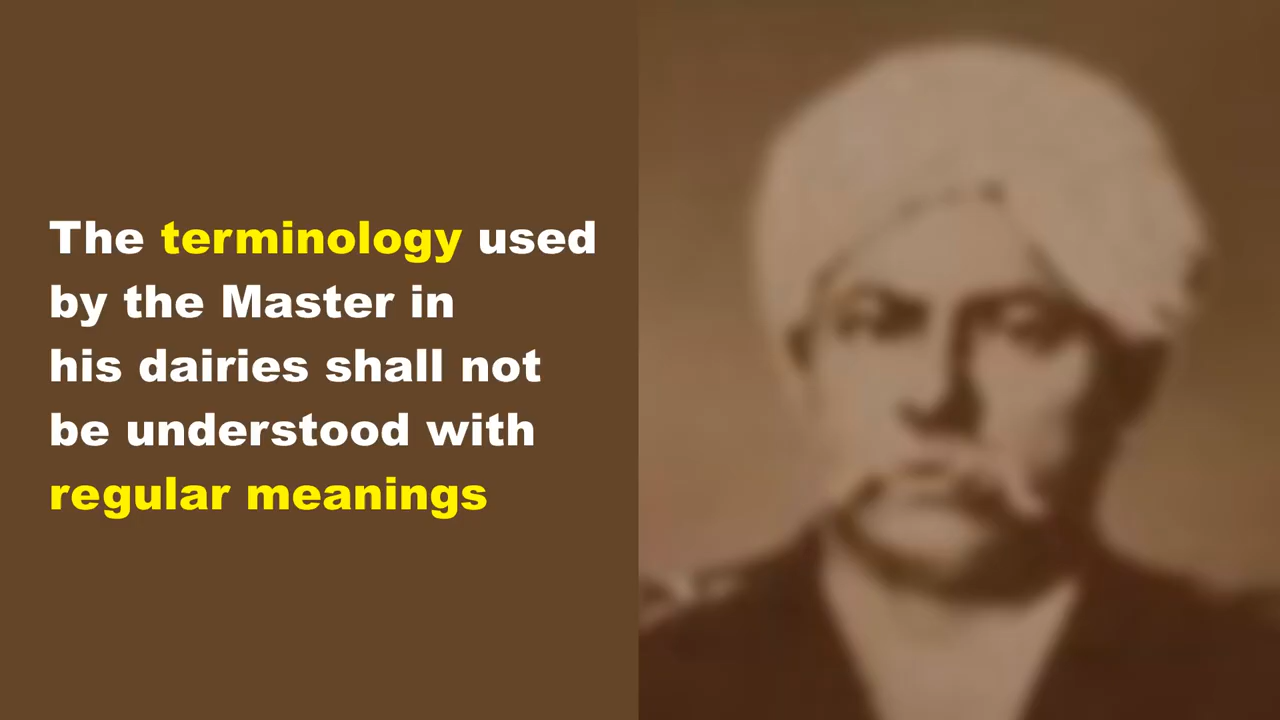 The terminology used
by the Master in
his dairies shall not
be understood with
regular meanings